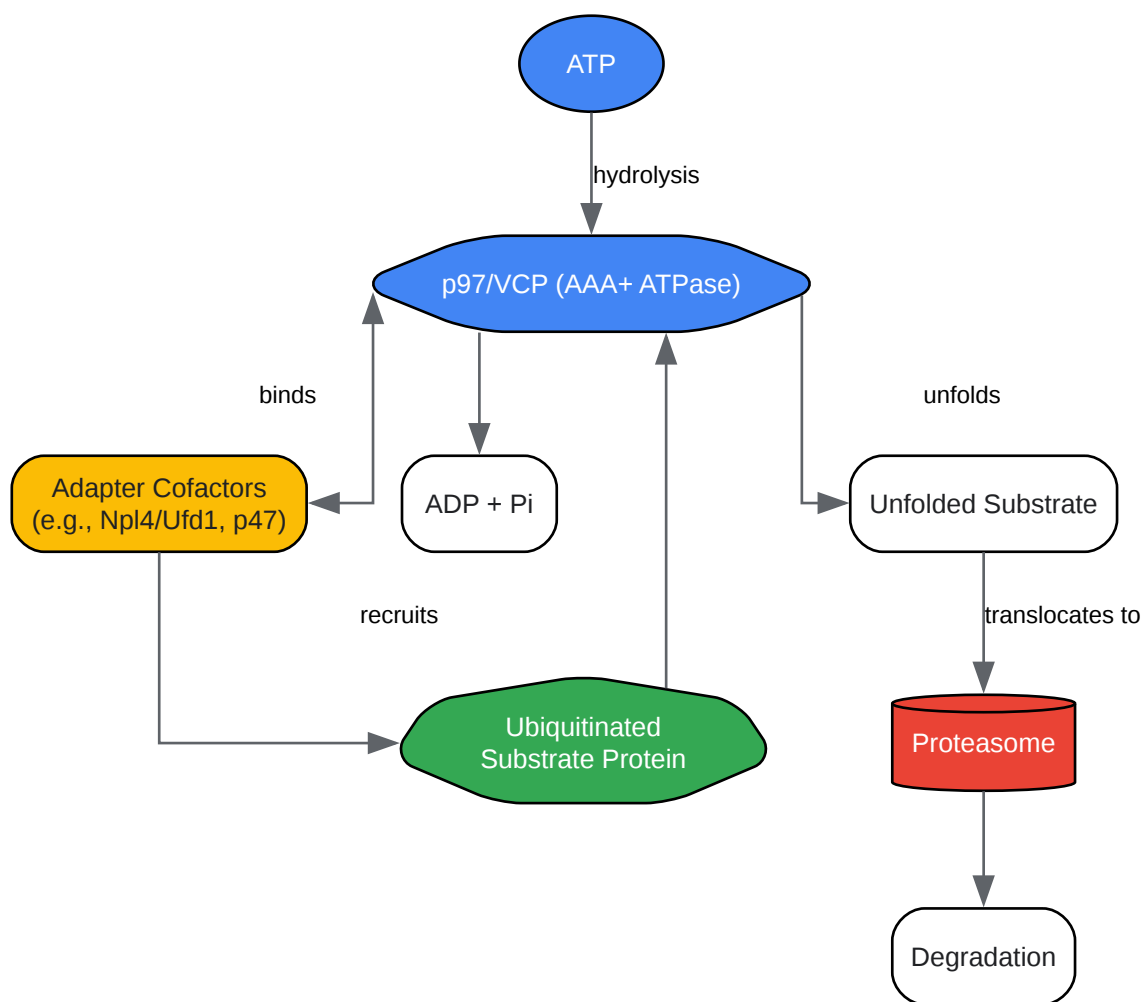 ATP
hydrolysis
p97/VCP (AAA+ ATPase)
binds
unfolds
Adapter Cofactors
(e.g., Npl4/Ufd1, p47)
ADP + Pi
Unfolded Substrate
recruits
translocates to
Ubiquitinated
Substrate Protein
Proteasome
Degradation